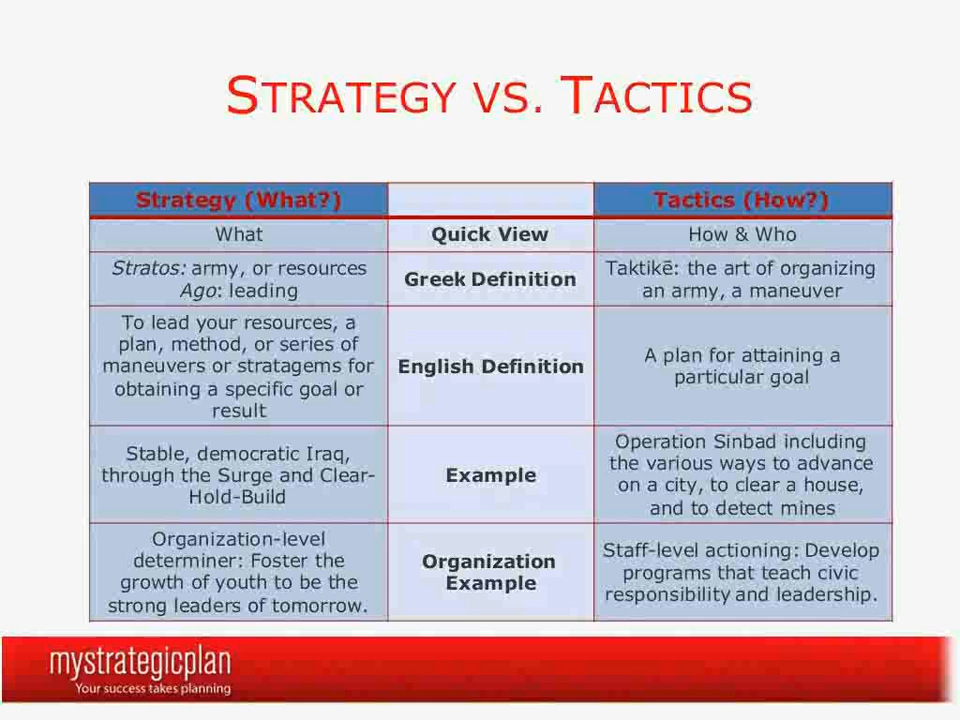 STRATEGY VS. TACTICS
Strategy (What?)
Tactics (How?)
What
Quick View
How & Who
Stratos: army, or resources
Ago: leading
Greek Definition
Taktikē: the art of organizing
an army, a maneuver
To lead your resources, a
plan, method, or series of
maneuvers or stratagems for
obtaining a specific goal or
result
English Definition
A plan for attaining a
particular goal
Stable, democratic Iraq,
through the Surge and Clear-
Hold-Build
Example
Operation Sinbad including
the various ways to advance
on a city, to clear a house,
and to detect mines
Organization-level
determiner: Foster the
growth of youth to be the
strong leaders of tomorrow.
Organization
Example
Staff-level actioning: Develop
programs that teach civic
responsibility and leadership.
mystrategicplan
Your success takes planning